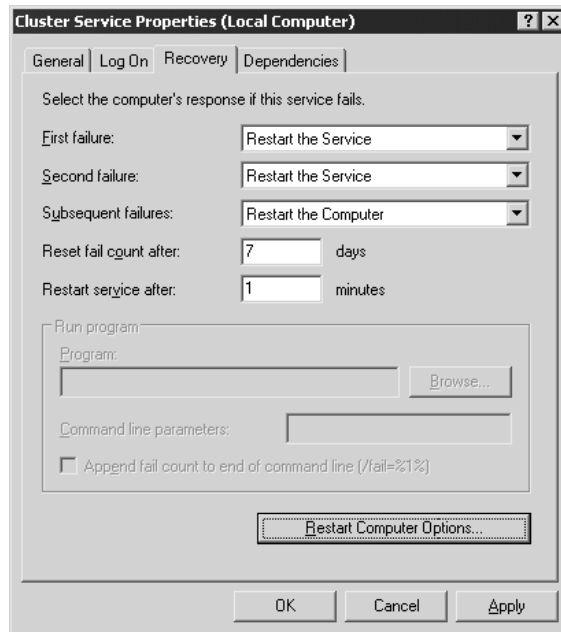 Cluster Service Properties (Local Computer)
General Log On Recovery Dependencies
Select the computer's response if this service fails.
First failure: Restart the Service
Second failure: Restart the Service
Subsequent failures: Restart the Computer
Reset fail count after: 7 days
Restart service after: 1 minutes
Run program
Program:
Browse...
Command line parameters:
Append fail count to end of command line (/fail=%1%)
Restart Computer Options...
OK Cancel Apply